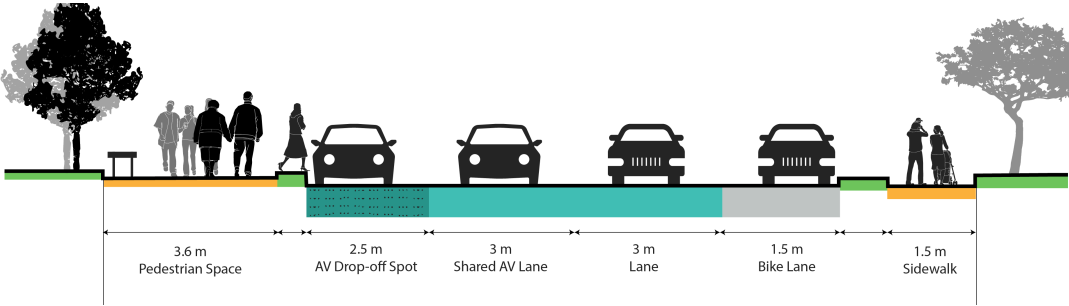 3.6 m
Pedestrian Space
2.5 m
AV Drop-off Spot
3 m
Shared AV Lane
3 m
Lane
1.5 m
Bike Lane
1.5 m
Sidewalk